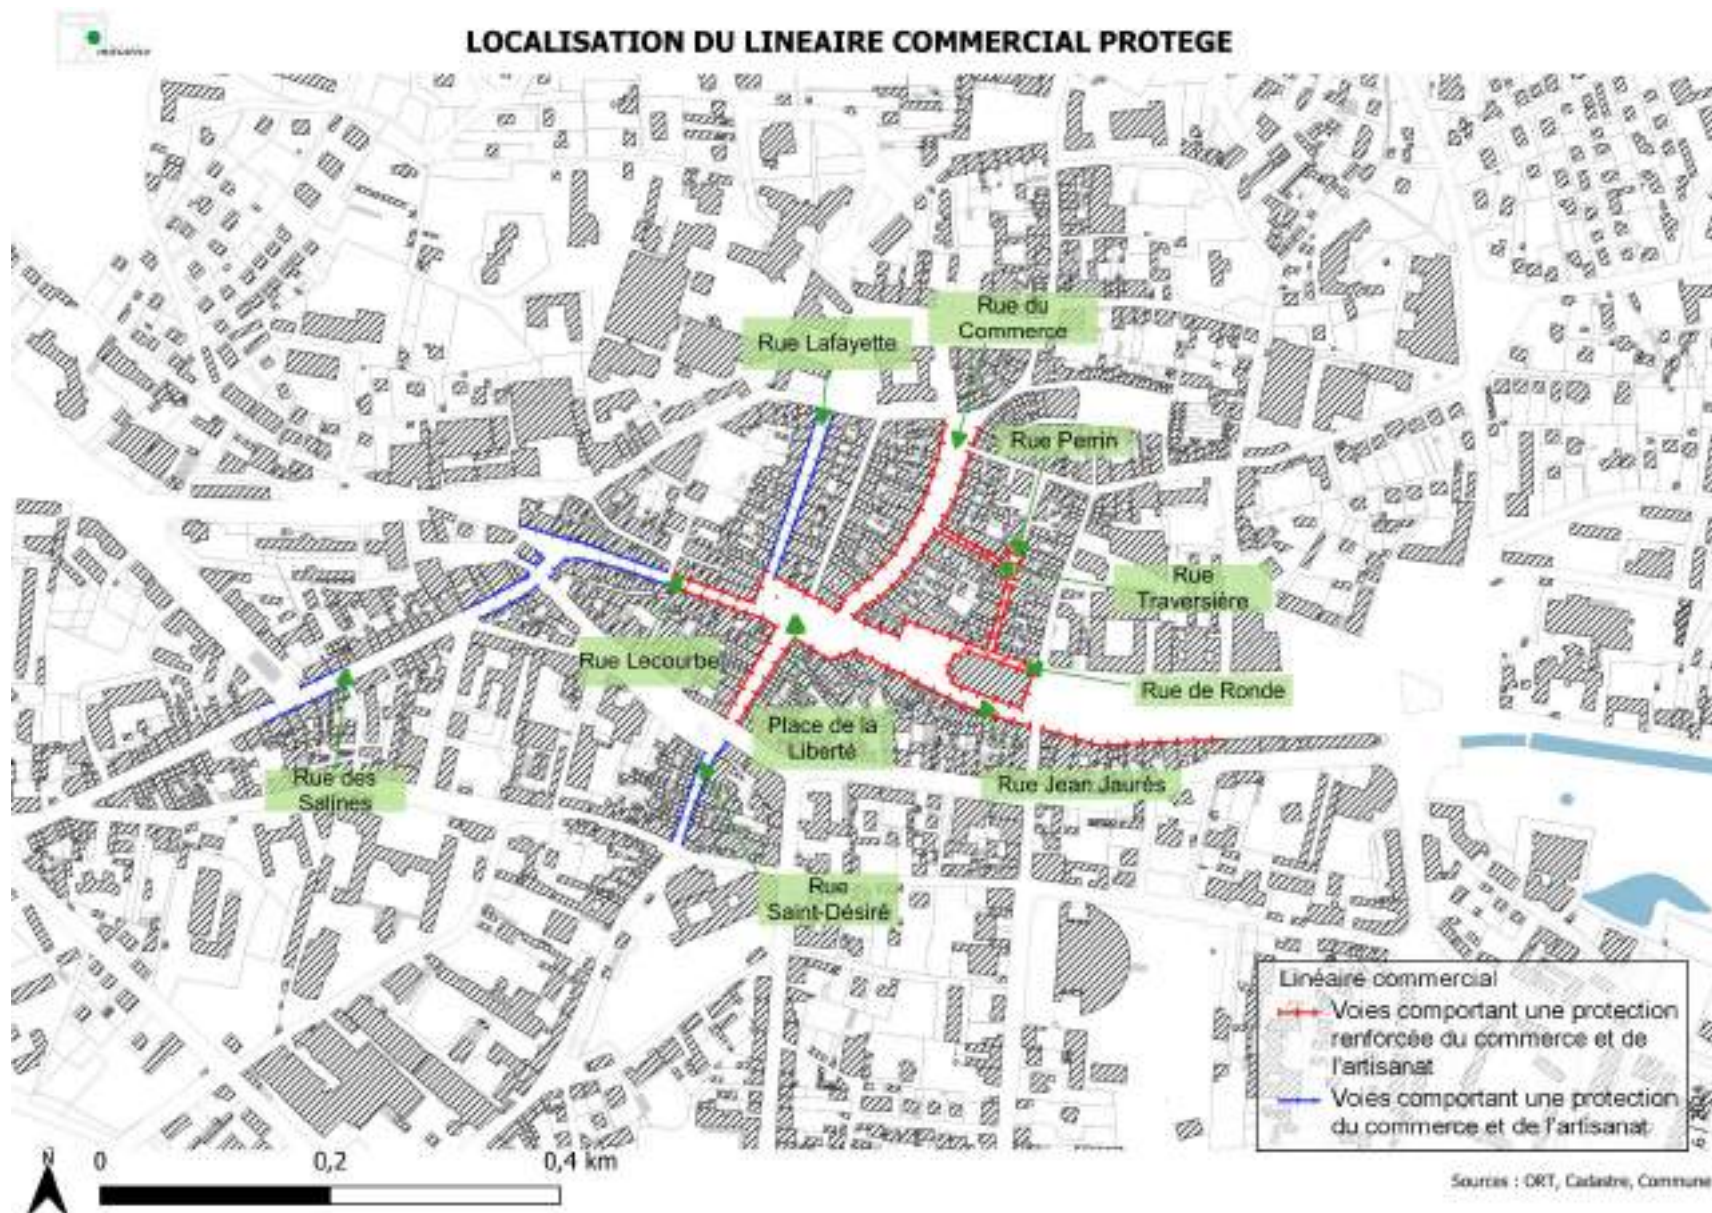 LOCALISATION DU LINEAIRE COMMERCIAL PROTEGE
Rue du
Commerce
Rue Lafayette
Rue Perrin
Rue
Traversière
Rue Lecourbe
Rue de Ronde
Place de la
Liberté
Rue des
Salines
Rue Jean Jaurès
Rue
Saint-Désiré
Linéaire commercial
Voies comportant une protection
renforcée du commerce et de
l'artisanat
Voies comportant une protection
du commerce et de l'artisanat
N
0
0,2
0,4 km
Sources : ORT, Cadastre, Commune